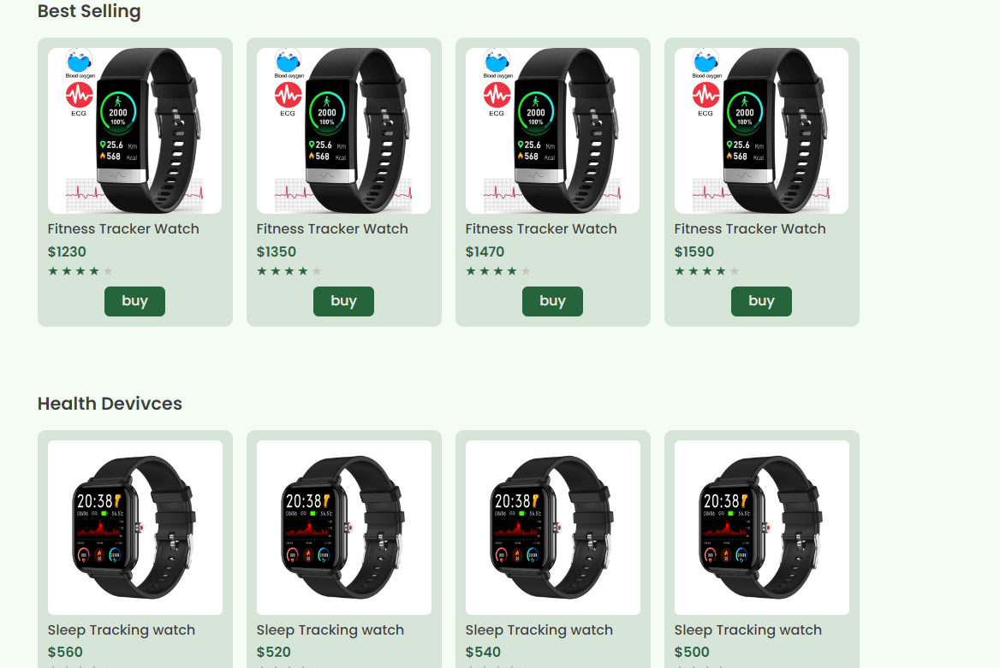 Best Selling
Blood oxygen
ECG
2000
100%
25.6 Km
568 Kcal
Blood oxygen
ECG
2000
100%
25.6 Km
568 Kcal
Blood oxygen
ECG
2000
100%
25.6 Km
568 Kcal
Blood oxygen
ECG
2000
100%
25.6 Km
568 Kcal
Fitness Tracker Watch
$1230
buy
Fitness Tracker Watch
$1350
buy
Fitness Tracker Watch
$1470
buy
Fitness Tracker Watch
$1590
buy
Health Devivces
20:38
08/06
36.5℃
20:38
08/06
36.5℃
20:38
08/06
36.5℃
20:38
08/06
36.5℃
Sleep Tracking watch
$560
Sleep Tracking watch
$520
Sleep Tracking watch
$540
Sleep Tracking watch
$500